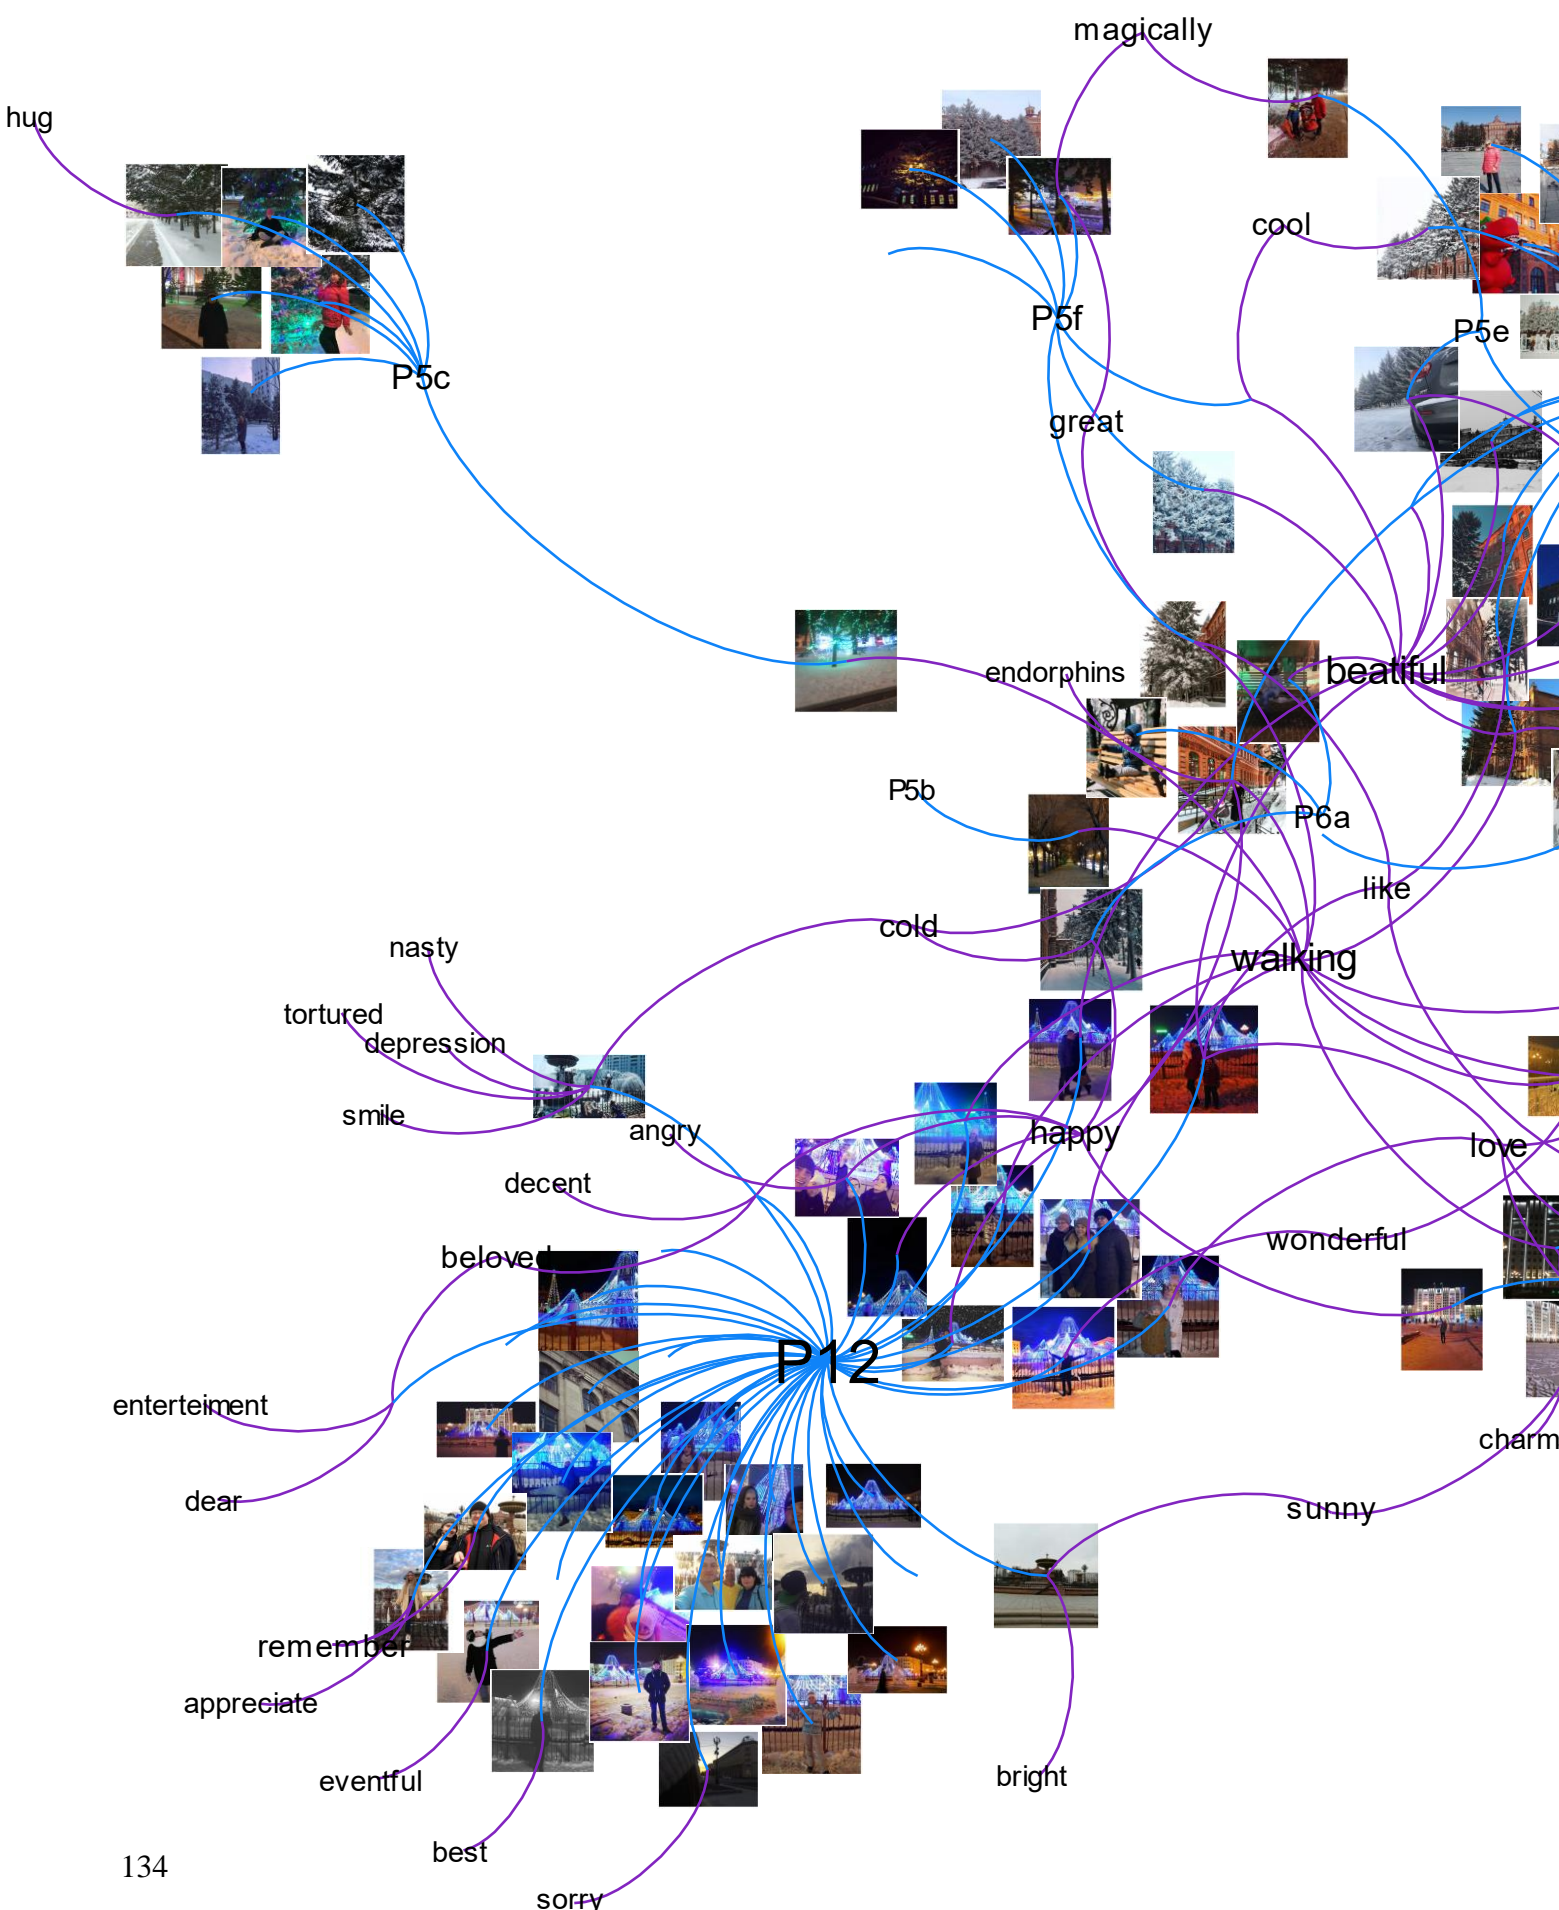 magically
hug
cool
P5f
P5e
P5c
great
endorphins
beatiful
P5b
P6a
like
cold
nasty
walking
tortured
depression
smile
angry
happy
love
decent
wonderful
beloved
P12
enterteiment
charm
dear
sunny
remember
appreciate
eventful
bright
best
134
sorry